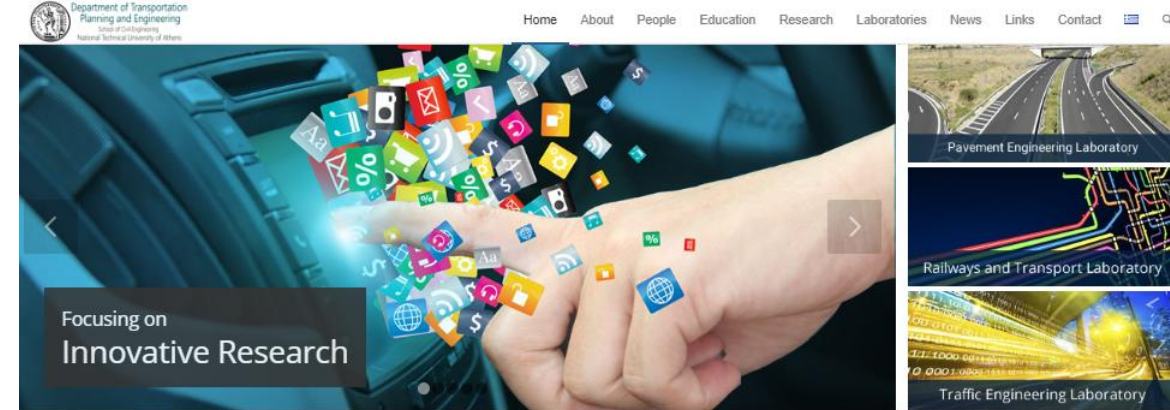 Department of Transportation
Planning and Engineering
School of Civil Engineering
National Technical University of Athens
Home About People Education Research Laboratories News Links Contact
Focusing on
Innovative Research
Pavement Engineering Laboratory
Railways and Transport Laboratory
Traffic Engineering Laboratory